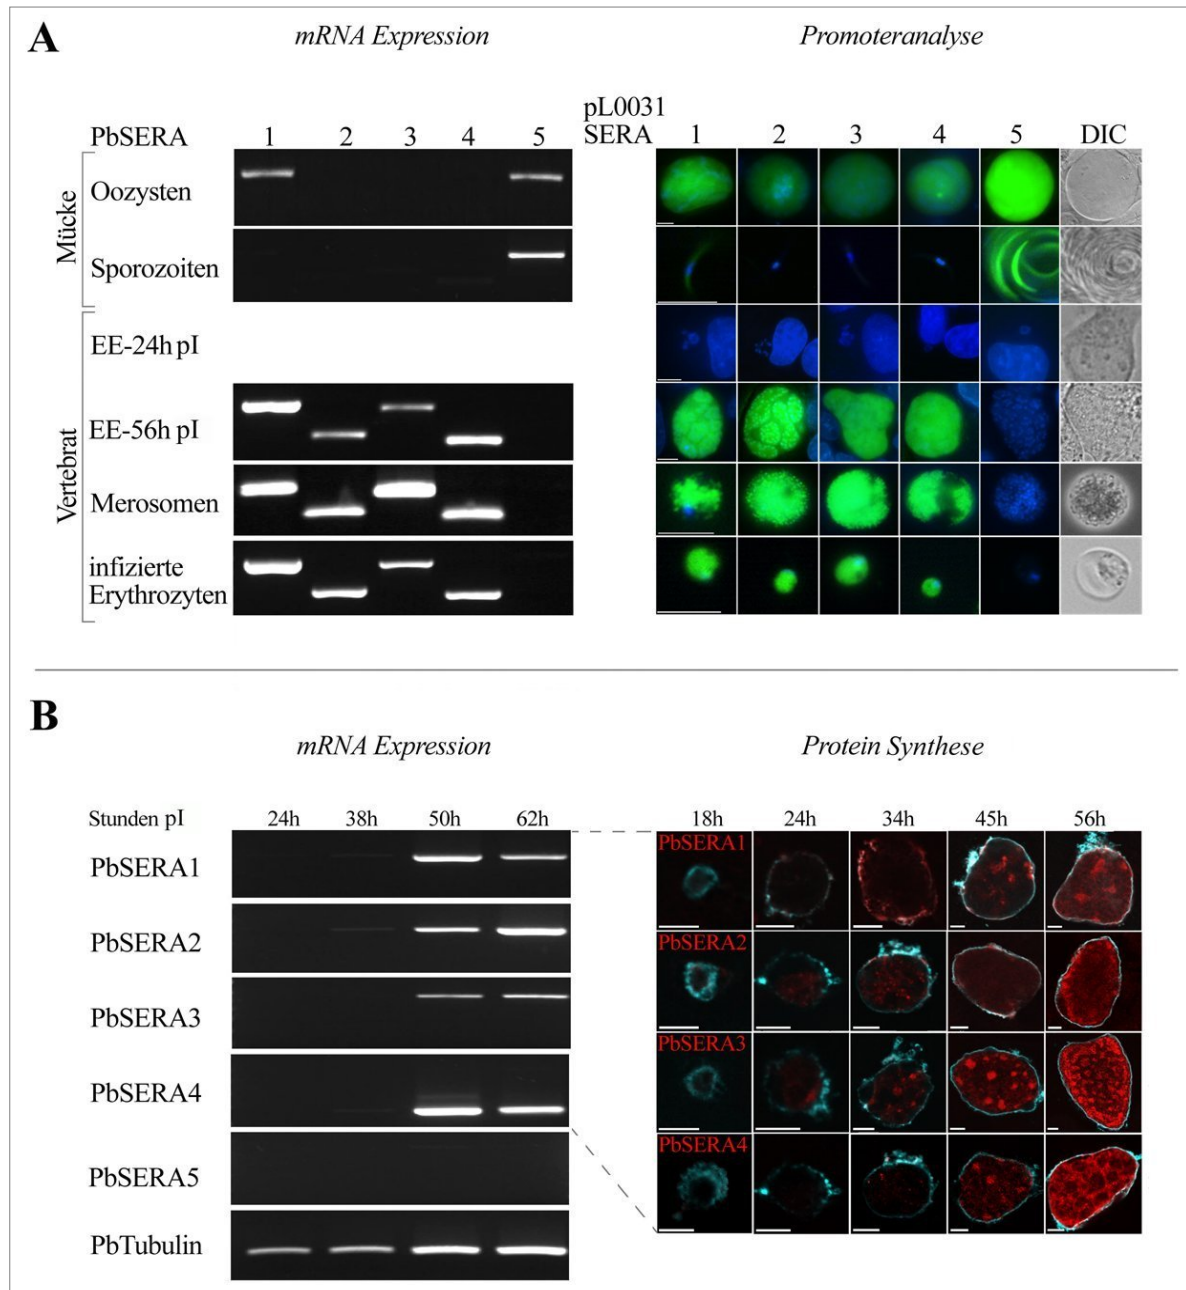 A
mRNA Expression
Promoteranalyse
pL0031
PbSERA 1 2 3 4 5
SERA 1 2 3 4 5 DIC
Mücke
Oozysten
Sporozoiten
Vertebrat
EE-24h pI
EE-56h pI
Merosomen
infizierte
Erythrozyten
B
mRNA Expression
Protein Synthese
Stunden pI 24h 38h 50h 62h
18h 24h 34h 45h 56h
PbSERA1
PbSERA2
PbSERA3
PbSERA4
PbSERA5
PbTubulin
PbSERA1
PbSERA2
PbSERA3
PbSERA4